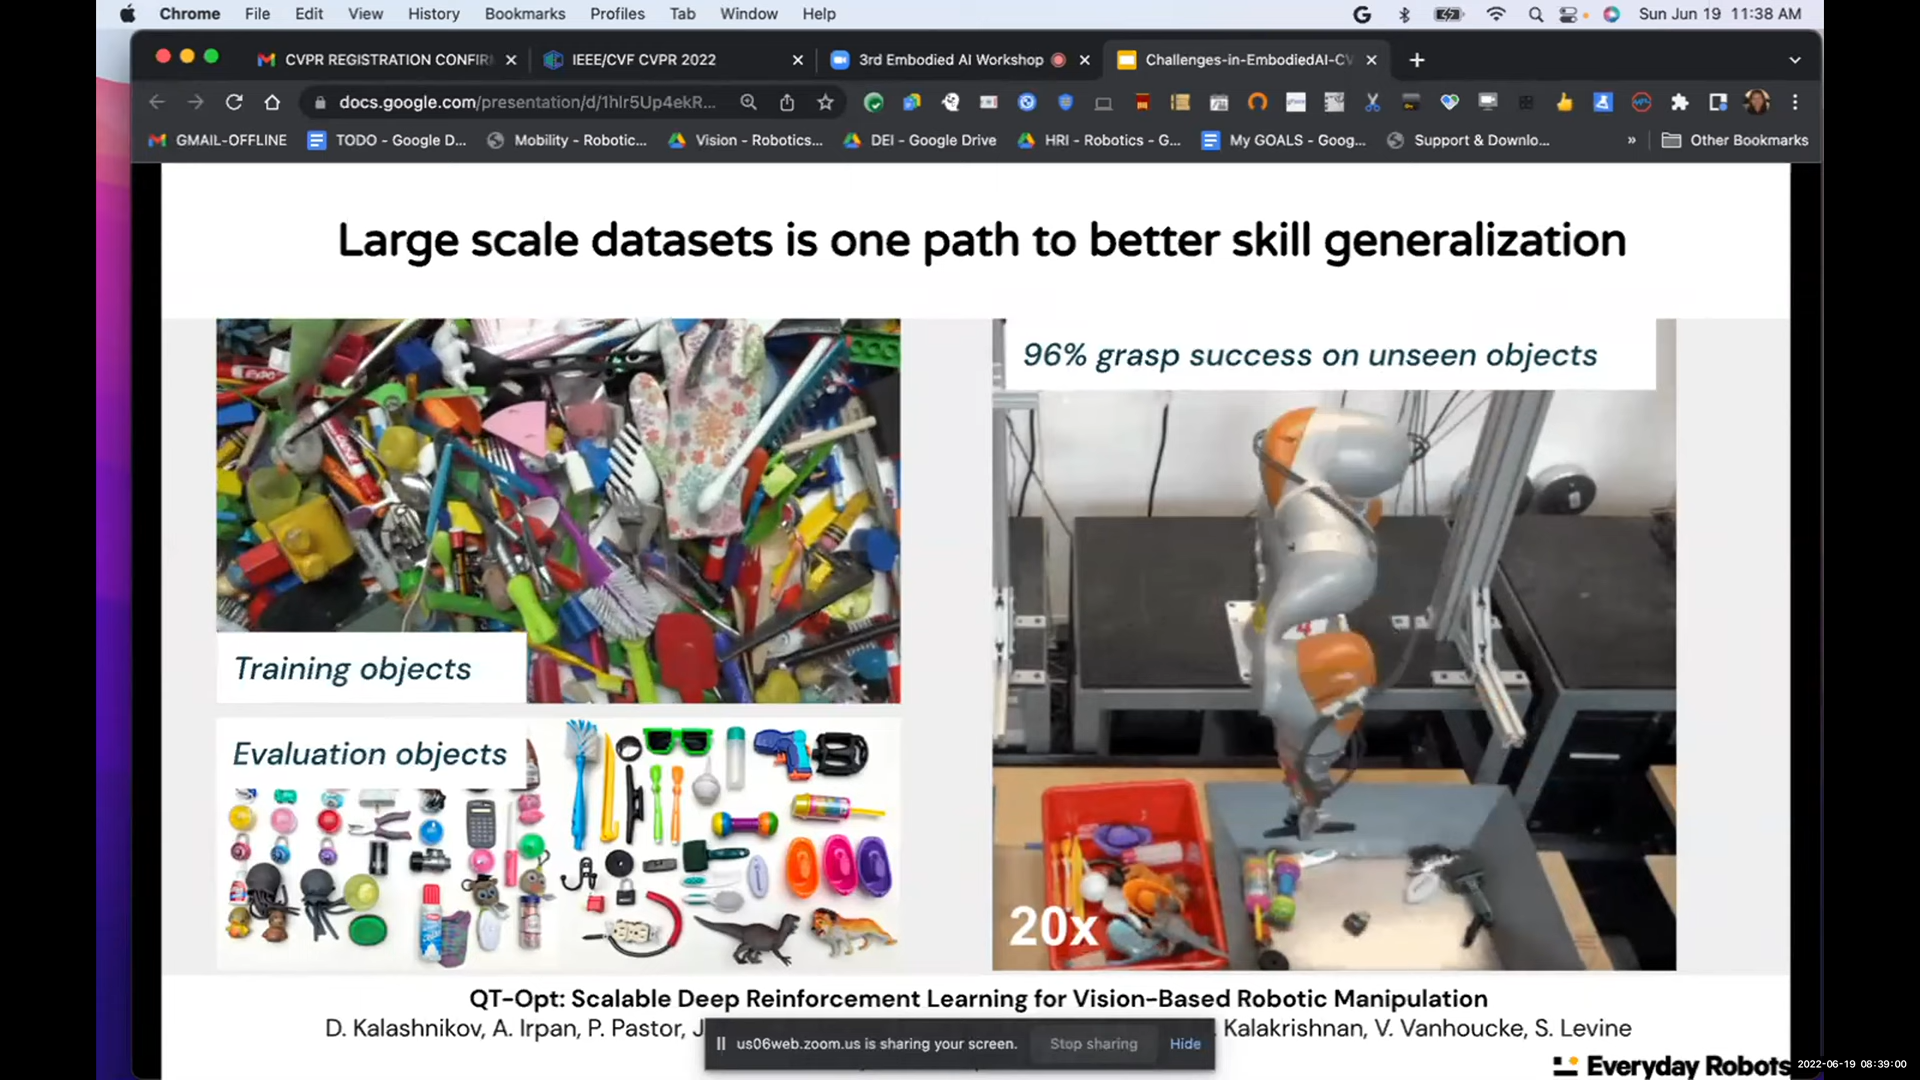 Chrome File Edit View History Bookmarks Profiles Tab Window Help Sun Jun 19 11:38 AM
CVPR REGISTRATION CONFIR IEEE/CVF CVPR 2022 3rd Embodied AI Workshop Challenges-in-EmbodiedAI-CV
docs.google.com/presentation/d/1hlr5Up4ekR...
GMAIL-OFFLINE TODO - Google D... Mobility - Robotic... Vision - Robotics... DEI - Google Drive HRI - Robotics - G... My GOALS - Goog... Support & Downlo... » Other Bookmarks
Large scale datasets is one path to better skill generalization
96% grasp success on unseen objects
EXPO
Training objects
4
Evaluation objects
20x
QT-Opt: Scalable Deep Reinforcement Learning for Vision-Based Robotic Manipulation
D. Kalashnikov, A. Irpan, P. Pastor, J Kalakrishnan, V. Vanhoucke, S. Levine
us06web.zoom.us is sharing your screen. Stop sharing Hide
Everyday Robots
2022-06-19 08:39:00